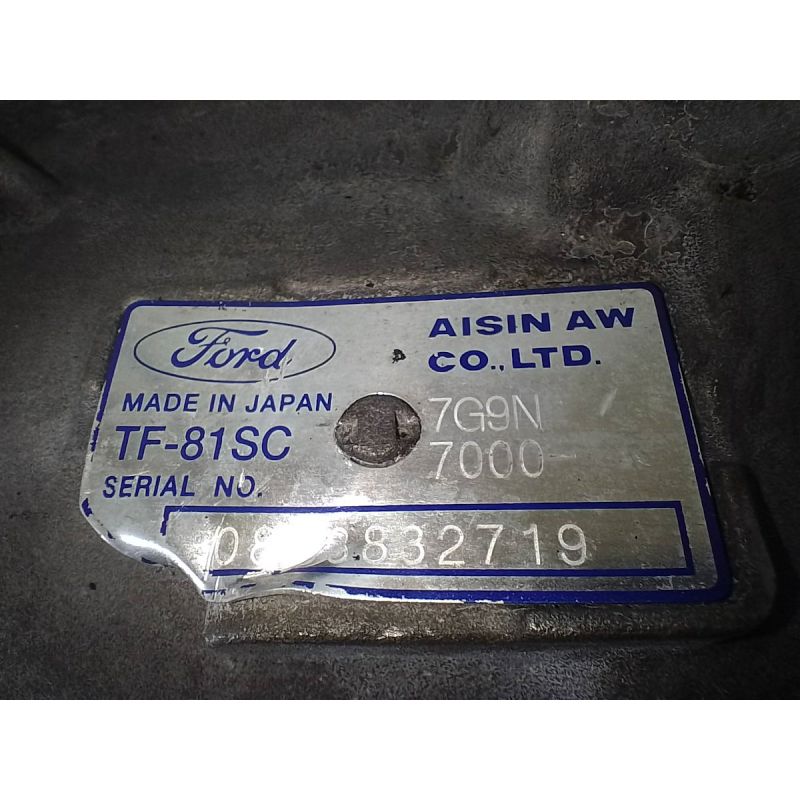 Ford
AISIN AW
CO., LTD.
MADE IN JAPAN
7G9N
TF-81SC
7000-
SERIAL NO.